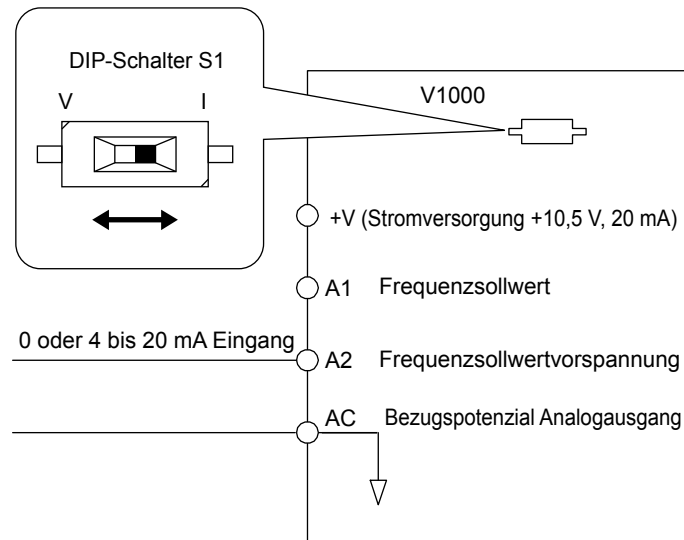 DIP-Schalter S1
V I
V1000
+V (Stromversorgung +10,5 V, 20 mA)
A1 Frequenzsollwert
0 oder 4 bis 20 mA Eingang
A2 Frequenzsollwertvorspannung
AC Bezugspotenzial Analogausgang